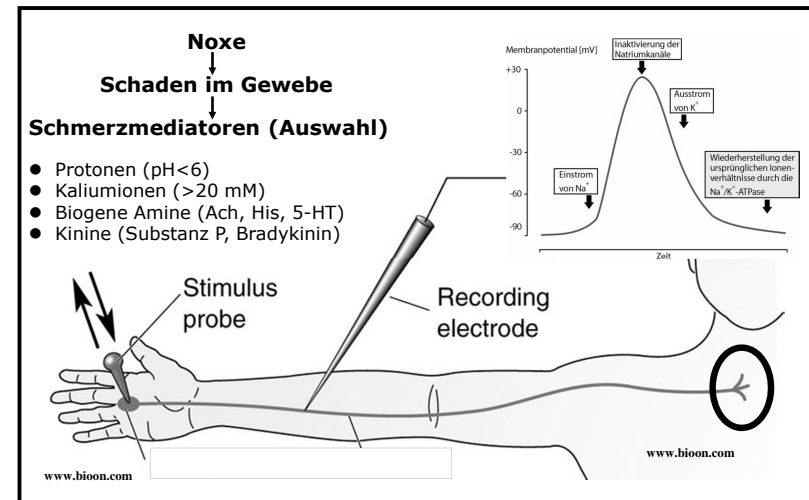 Noxe
Schaden im Gewebe
Schmerzmediatoren (Auswahl)
● Protonen (pH<6)
● Kaliumionen (>20 mM)
● Biogene Amine (Ach, His, 5-HT)
● Kinine (Substanz P, Bradykinin)
Membranpotential [mV]
+30
0
-30
-60
-90
Inaktivierung der
Natriumkanäle
Ausstrom
von K⁺
Einstrom
von Na⁺
Wiederherstellung der
ursprünglichen Ionen-
verhältnisse durch die
Na⁺/K⁺-ATPase
Zeit
Stimulus
probe
Recording
electrode
www.bioon.com
www.bioon.com